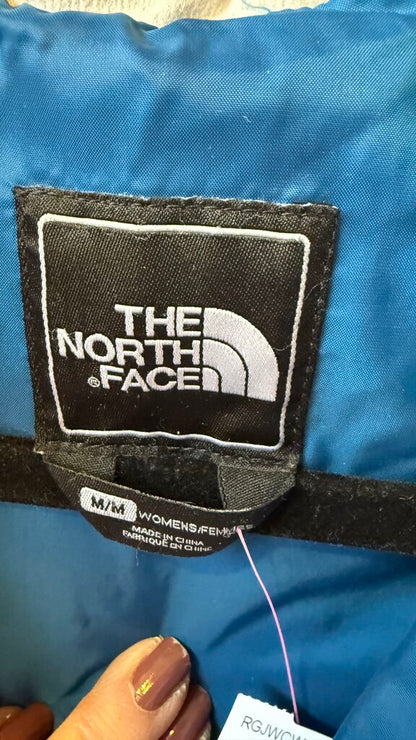 THE
NORTH
®FACE
M/M WOMENS/FEMMES
MADE IN CHINA
FABRIQUÉ EN CHINE